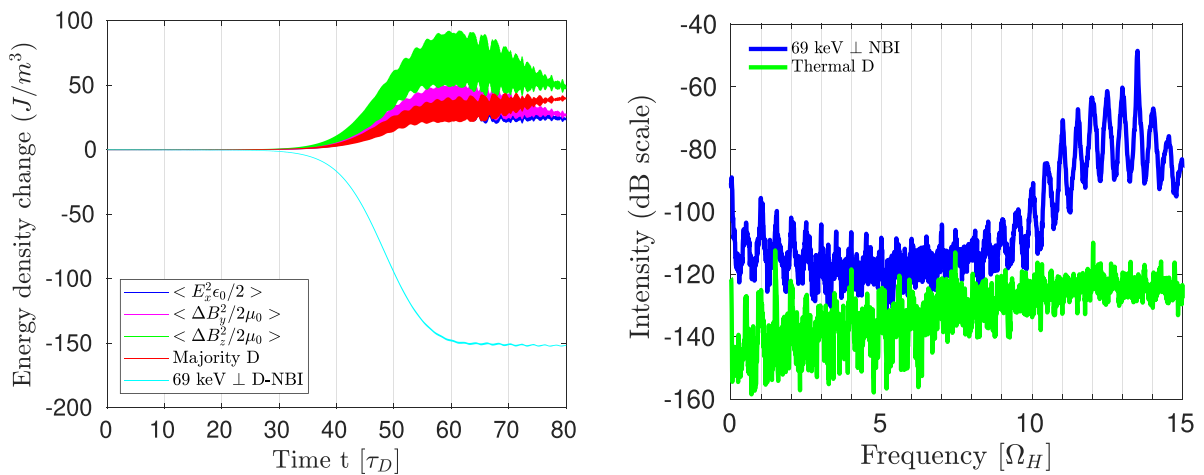 Energy density change (J/m³)
100
50
0
-50
-100
-150
-200
< E_x^2 ε_0/2 >
< ΔB_y^2/2μ_0 >
< ΔB_z^2/2μ_0 >
Majority D
69 keV ⊥ D-NBI
0 10 20 30 40 50 60 70 80
Time t [τ_D]
Intensity (dB scale)
-40
-60
-80
-100
-120
-140
-160
69 keV ⊥ NBI
Thermal D
0 5 10 15
Frequency [Ω_H]